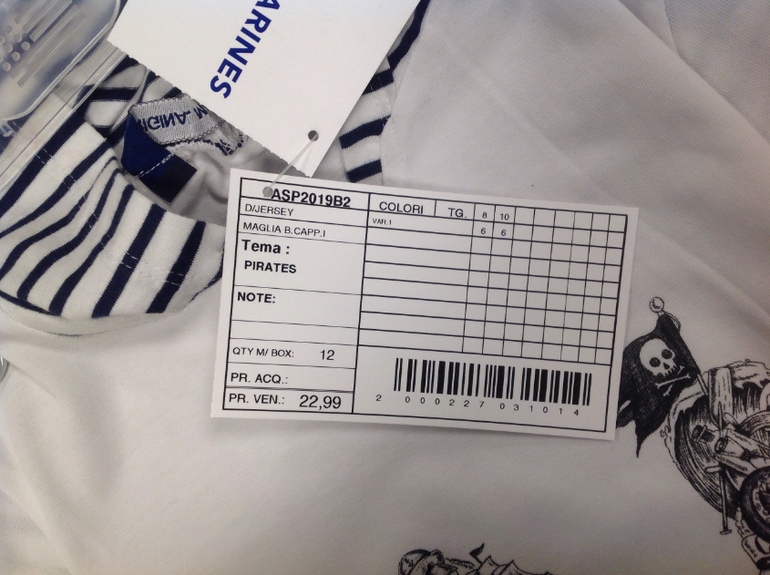 ARINES
M. ANIGI
ASP2019B2
D/JERSEY
MAGLIA B.CAPP.I
Tema :
PIRATES
NOTE:
QTY M/ BOX: 12
PR. ACQ.:
PR. VEN.: 22,99
COLORI TG. 8 10
VAR.1 6 6
2 000227 031014